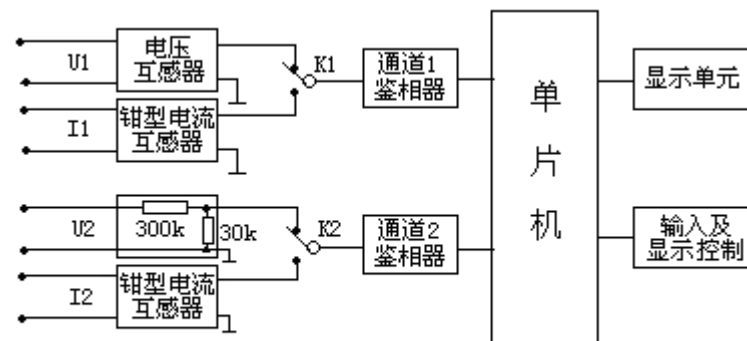 U1
电压
互感器
K1
通道1
鉴相器
I1
钳型电流
互感器
U2
300k
30k
K2
通道2
鉴相器
I2
钳型电流
互感器
单
片
机
显示单元
输入及
显示控制